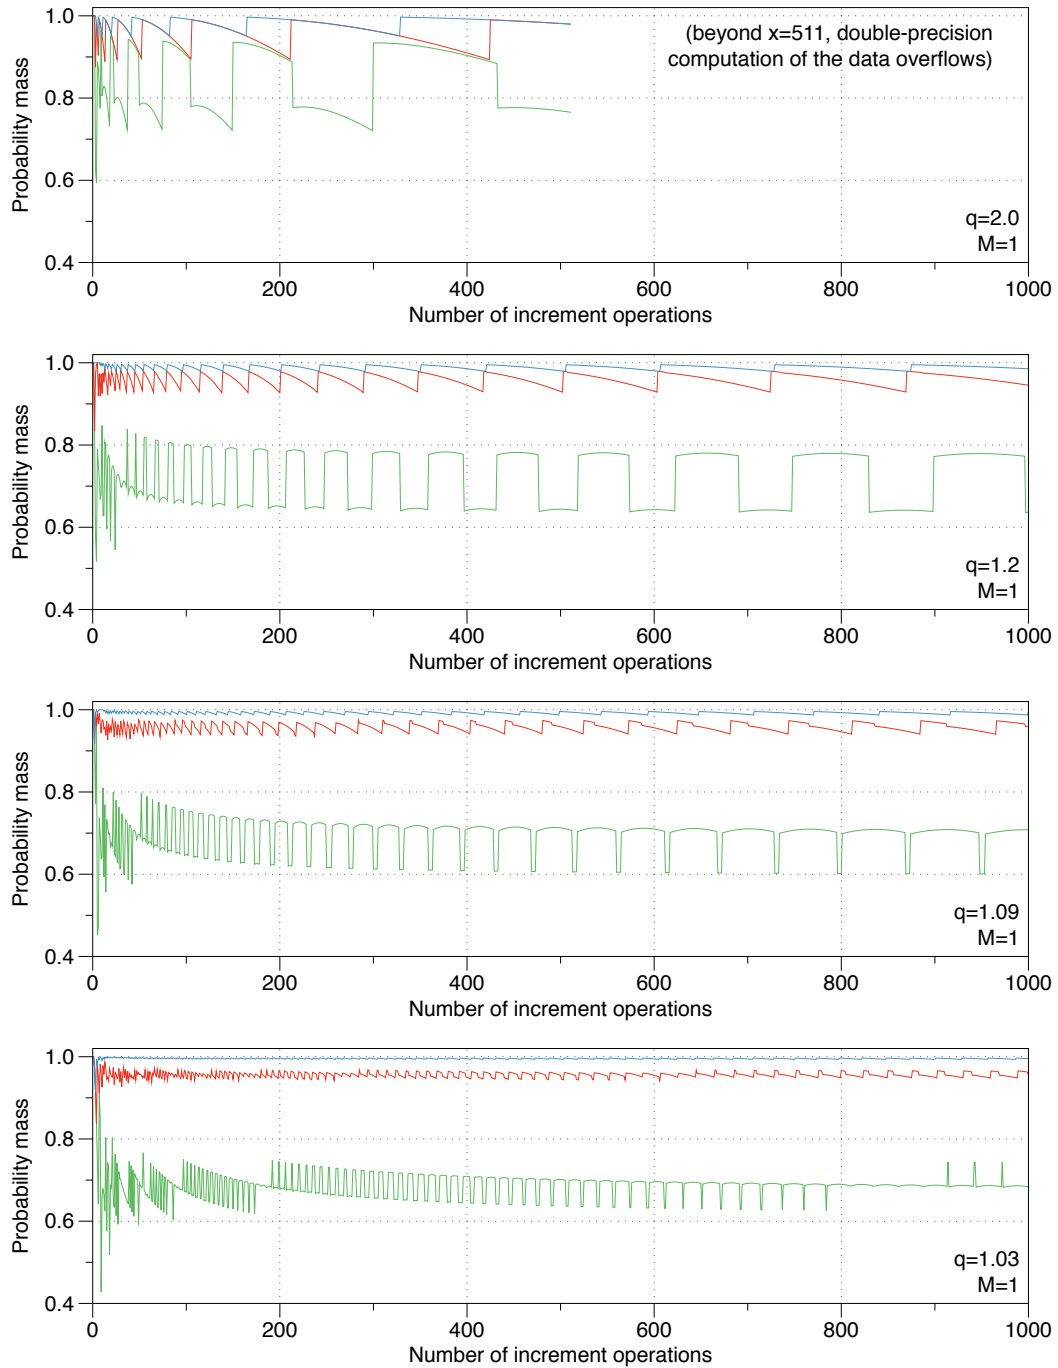 1.0
0.8
0.6
0.4
Probability mass
(beyond x=511, double-precision
computation of the data overflows)
q=2.0
M=1
0 200 400 600 800 1000
Number of increment operations
1.0
0.8
0.6
0.4
Probability mass
q=1.2
M=1
0 200 400 600 800 1000
Number of increment operations
1.0
0.8
0.6
0.4
Probability mass
q=1.09
M=1
0 200 400 600 800 1000
Number of increment operations
1.0
0.8
0.6
0.4
Probability mass
q=1.03
M=1
0 200 400 600 800 1000
Number of increment operations